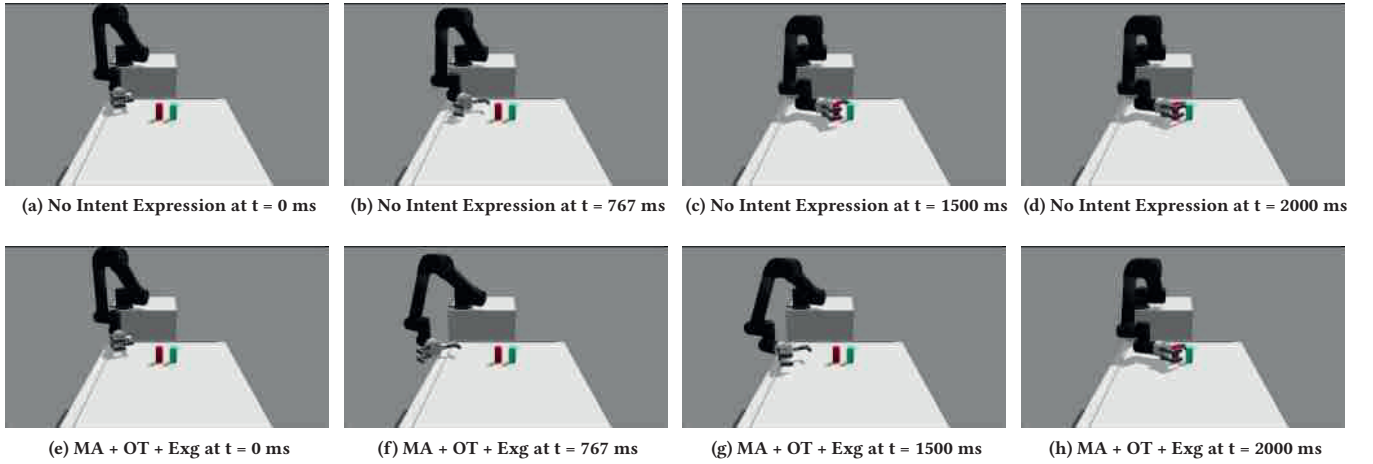 (a) No Intent Expression at t = 0 ms
(b) No Intent Expression at t = 767 ms
(c) No Intent Expression at t = 1500 ms
(d) No Intent Expression at t = 2000 ms
(e) MA + OT + Exg at t = 0 ms
(f) MA + OT + Exg at t = 767 ms
(g) MA + OT + Exg at t = 1500 ms
(h) MA + OT + Exg at t = 2000 ms